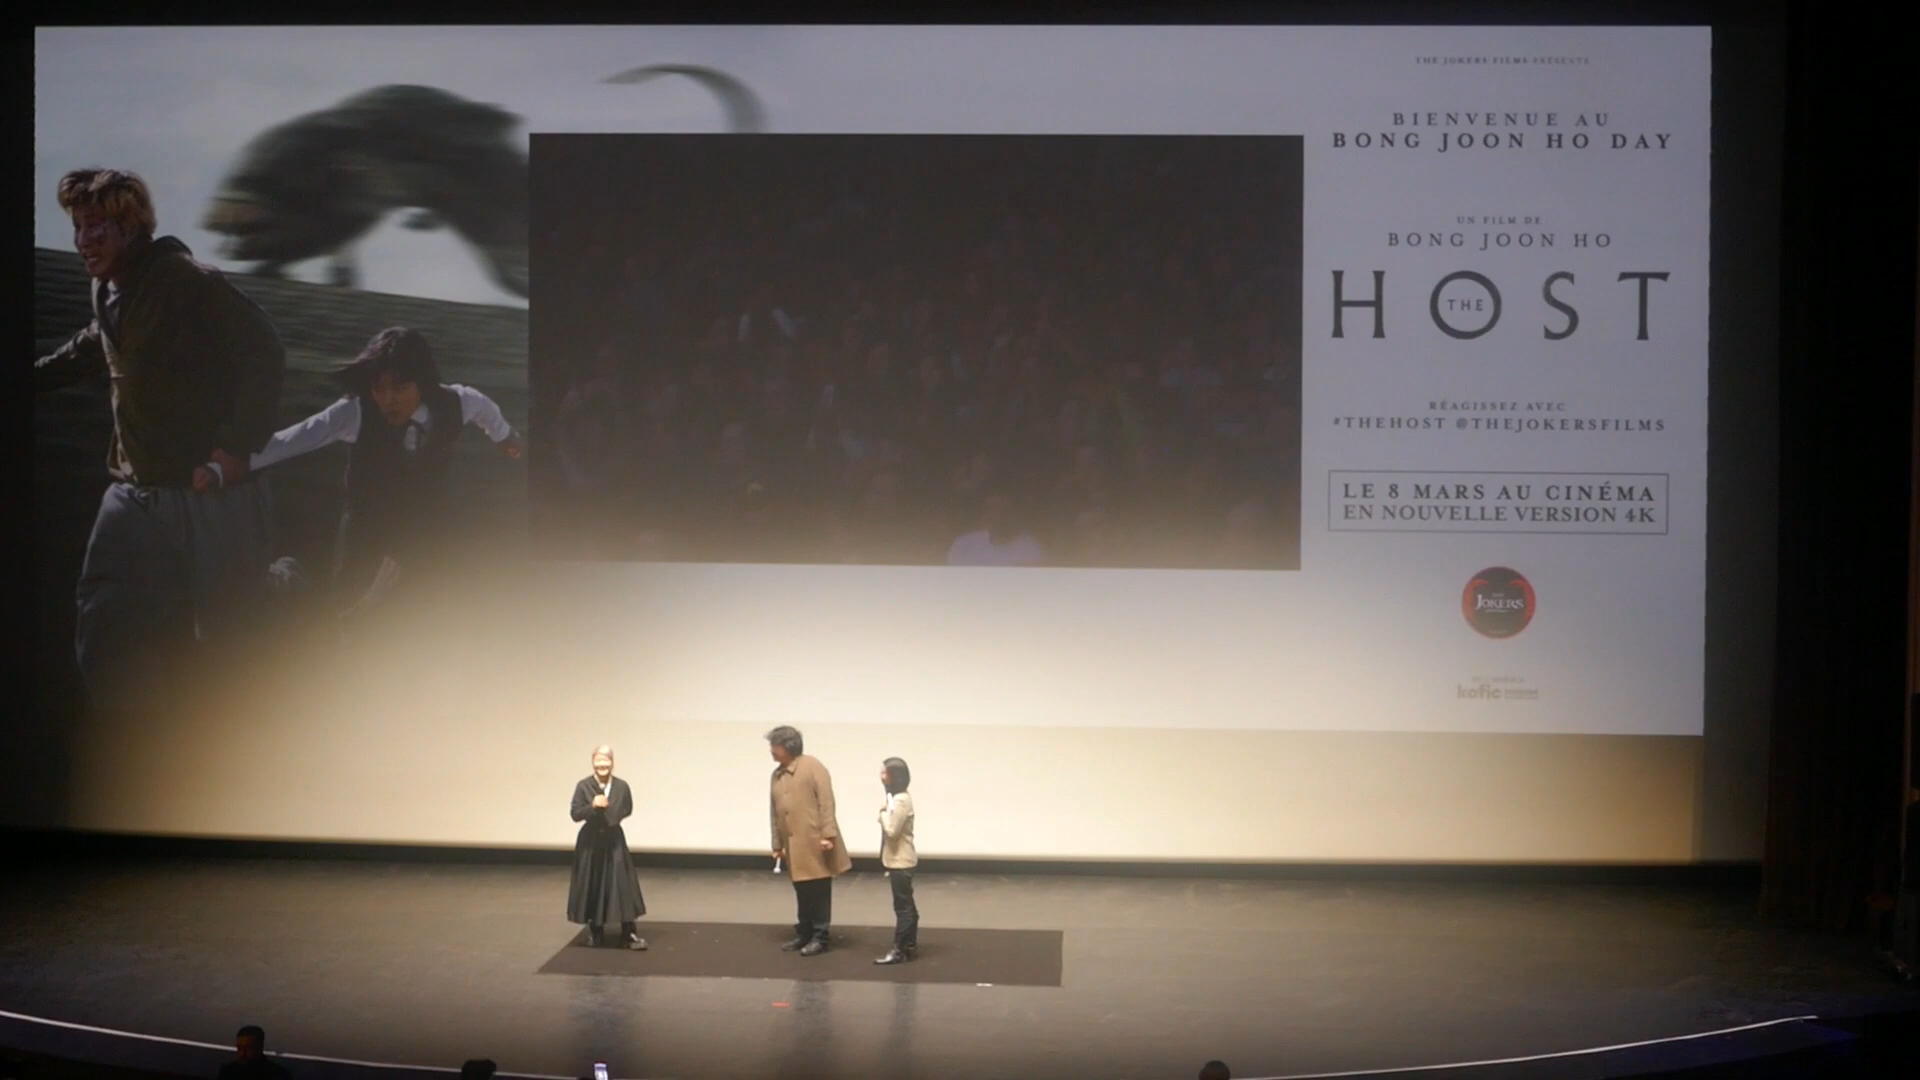 THE JOKERS FILMS PRÉSENTE
BIENVENUE AU
BONG JOON HO DAY
UN FILM DE
BONG JOON HO
THE
HOST
RÉAGISSEZ AVEC
#THEHOST @THEJOKERSFILMS
LE 8 MARS AU CINÉMA
EN NOUVELLE VERSION 4K
JOKERS
kofic